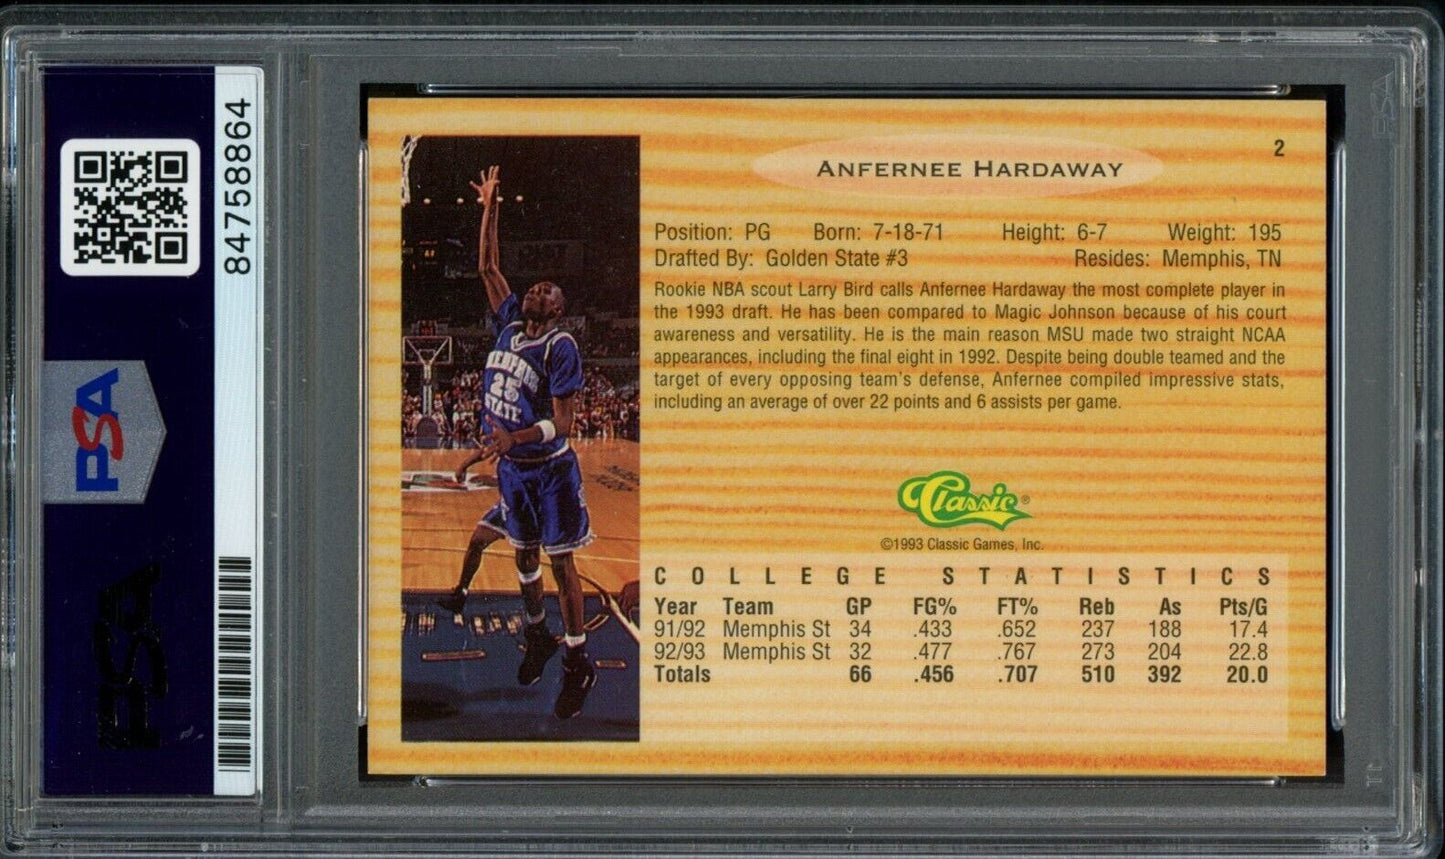 84758864
PSA
PSA
PSA
2
ANFERNEE HARDAWAY
Position: PG Born: 7-18-71 Height: 6-7 Weight: 195
Drafted By: Golden State #3 Resides: Memphis, TN
Rookie NBA scout Larry Bird calls Anfernee Hardaway the most complete player in
the 1993 draft. He has been compared to Magic Johnson because of his court
awareness and versatility. He is the main reason MSU made two straight NCAA
appearances, including the final eight in 1992. Despite being double teamed and the
target of every opposing team's defense, Anfernee compiled impressive stats,
including an average of over 22 points and 6 assists per game.
MEMPHIS
25
STATE
Classic®
©1993 Classic Games, Inc.
COLLEGE STATISTICS
Year Team GP FG% FT% Reb As Pts/G
91/92 Memphis St 34 .433 .652 237 188 17.4
92/93 Memphis St 32 .477 .767 273 204 22.8
Totals 66 .456 .707 510 392 20.0